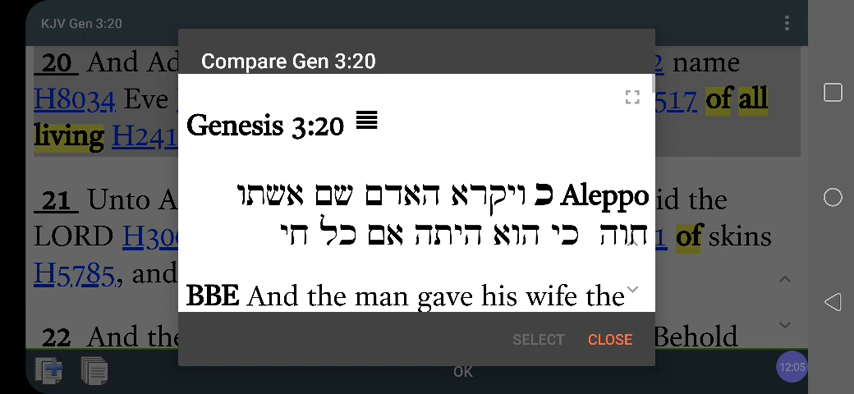 KJV Gen 3:20
20 And Ad
2 name
H8034 Eve
517 of all
living H241
21 Unto A
id the
LORD H30
1 of skins
H5785, and
22 And the
Behold
Compare Gen 3:20
Genesis 3:20
Aleppo כ ויקרא האדם שם אשתו
חוה כי הוא היתה אם כל חי
BBE And the man gave his wife the
SELECT CLOSE
OK
12:05